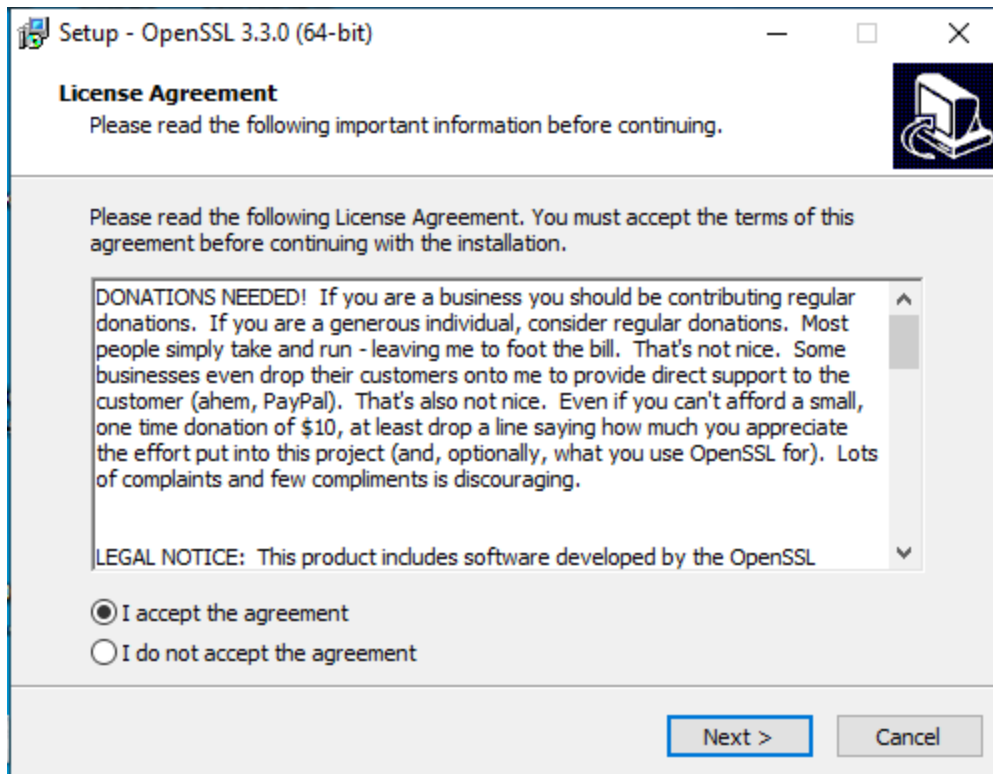 Setup - OpenSSL 3.3.0 (64-bit)
License Agreement
Please read the following important information before continuing.
Please read the following License Agreement. You must accept the terms of this
agreement before continuing with the installation.
DONATIONS NEEDED!  If you are a business you should be contributing regular
donations.  If you are a generous individual, consider regular donations.  Most
people simply take and run - leaving me to foot the bill.  That's not nice.  Some
businesses even drop their customers onto me to provide direct support to the
customer (ahem, PayPal).  That's also not nice.  Even if you can't afford a small,
one time donation of $10, at least drop a line saying how much you appreciate
the effort put into this project (and, optionally, what you use OpenSSL for).  Lots
of complaints and few compliments is discouraging.
LEGAL NOTICE:  This product includes software developed by the OpenSSL
I accept the agreement
I do not accept the agreement
Next >
Cancel